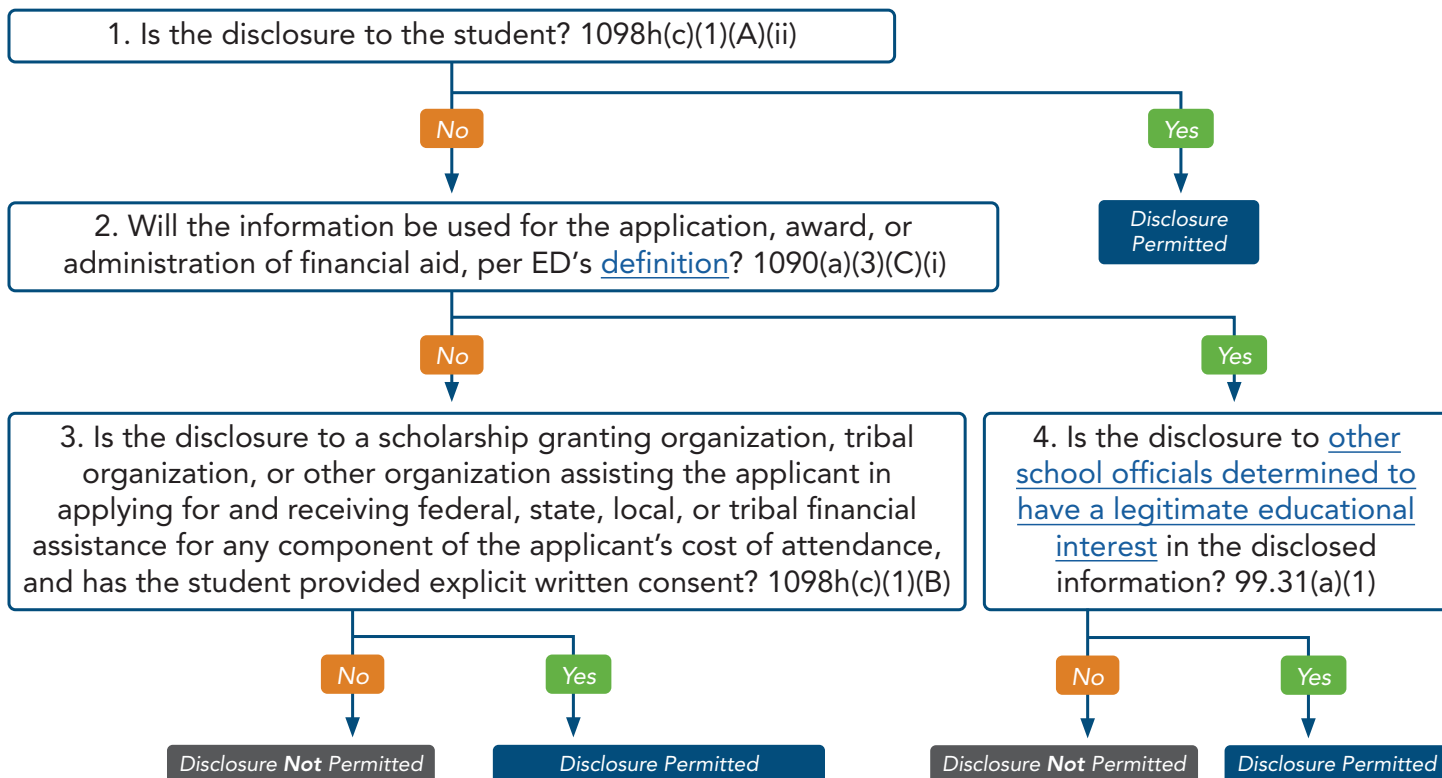 1. Is the disclosure to the student? 1098h(c)(1)(A)(ii)
No
Yes
Disclosure
Permitted
2. Will the information be used for the application, award, or
administration of financial aid, per ED’s definition? 1090(a)(3)(C)(i)
No
Yes
3. Is the disclosure to a scholarship granting organization, tribal
organization, or other organization assisting the applicant in
applying for and receiving federal, state, local, or tribal financial
assistance for any component of the applicant’s cost of attendance,
and has the student provided explicit written consent? 1098h(c)(1)(B)
4. Is the disclosure to other
school officials determined to
have a legitimate educational
interest in the disclosed
information? 99.31(a)(1)
No
Yes
No
Yes
Disclosure Not Permitted
Disclosure Permitted
Disclosure Not Permitted
Disclosure Permitted